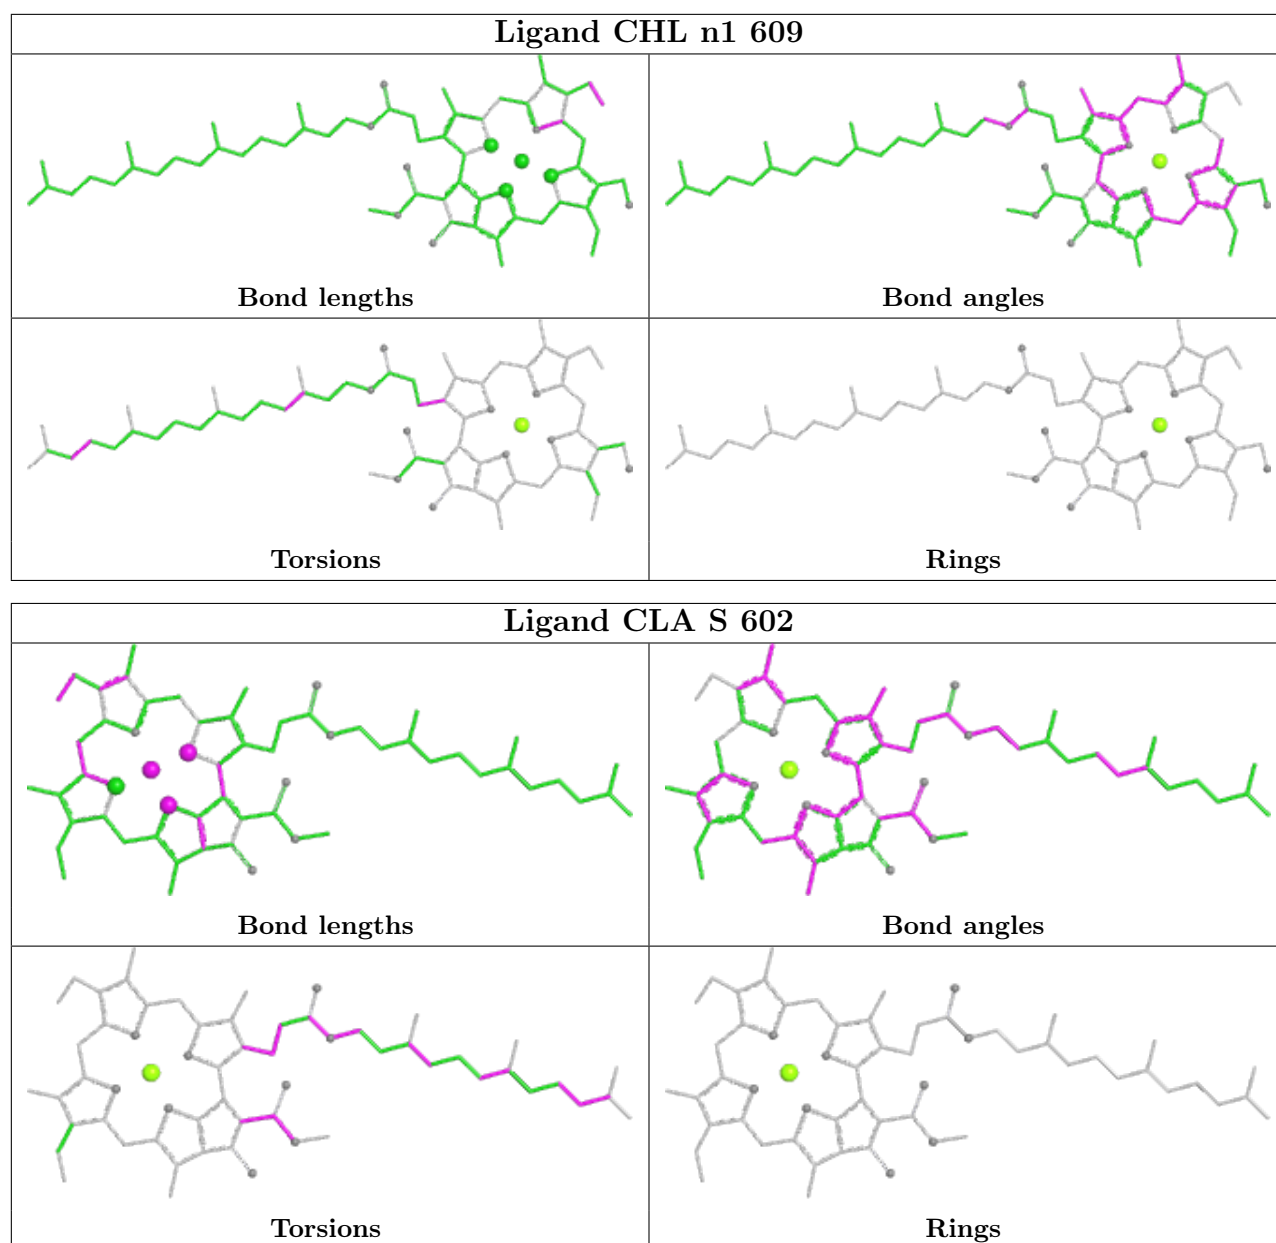 Ligand CHL n1 609
Bond lengths
Bond angles
Torsions
Rings
Ligand CLA S 602
Bond lengths
Bond angles
Torsions
Rings